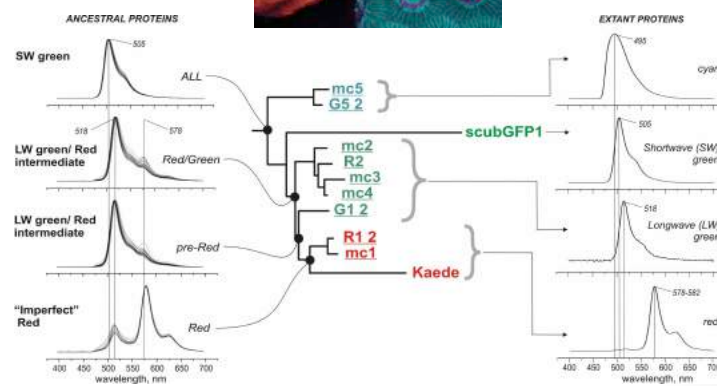 ANCESTRAL PROTEINS
505
SW green
ALL
518
578
LW green/ Red
intermediate
Red/Green
LW green/ Red
intermediate
pre-Red
"Imperfect"
Red
Red
400 450 500 550 600 650 700
wavelength, nm
mc5
G5 2
scubGFP1
mc2
R2
mc3
mc4
G1 2
R1 2
mc1
Kaede
EXTANT PROTEINS
495
cyan
505
Shortwave (SW)
green
518
Longwave (LW)
green
578-582
red
400 450 500 550 600 650 700
wavelength, nm